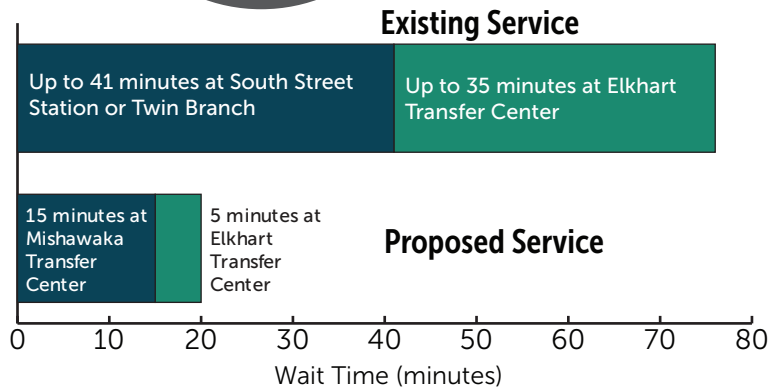 Existing Service
Up to 41 minutes at South Street
Station or Twin Branch
Up to 35 minutes at Elkhart
Transfer Center
15 minutes at
Mishawaka
Transfer
Center
5 minutes at
Elkhart
Transfer
Center
Proposed Service
0 10 20 30 40 50 60 70 80
Wait Time (minutes)